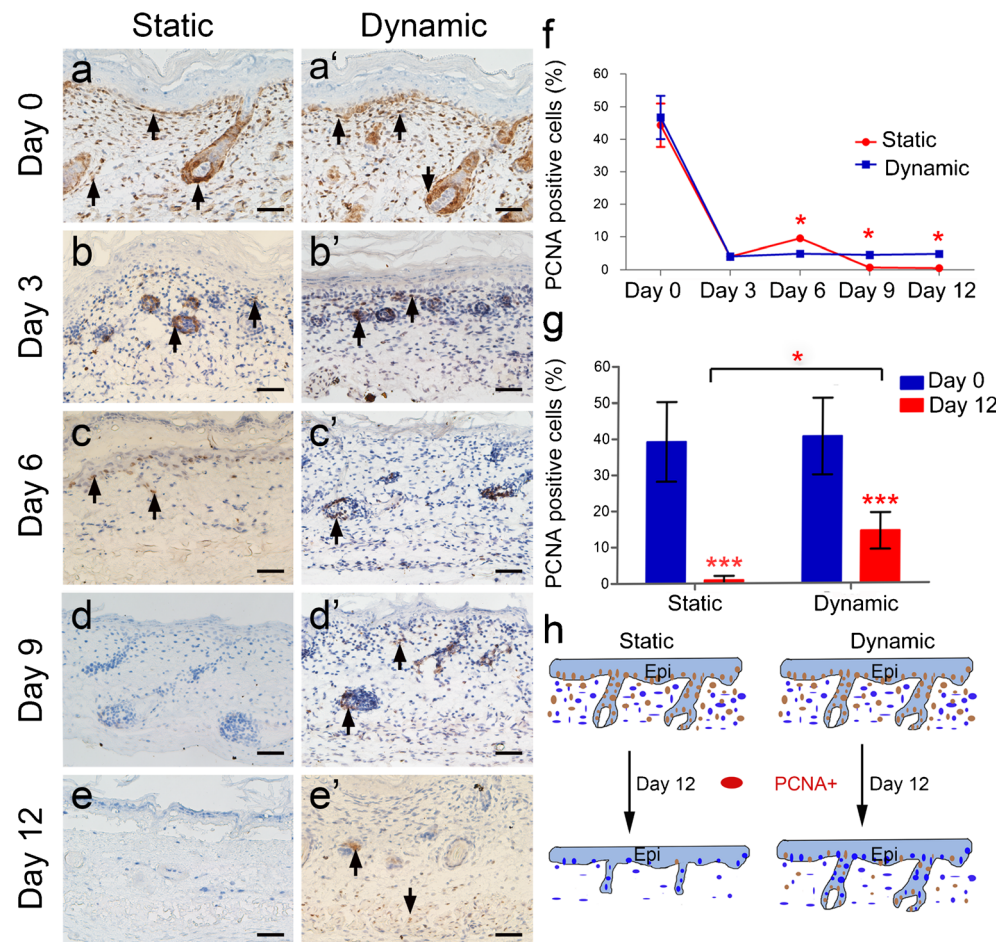 Static
Dynamic
Day 0
a
a'
Day 3
b
b'
Day 6
c
c'
Day 9
d
d'
Day 12
e
e'
f
PCNA positive cells (%)
60
50
40
30
20
10
0
*
*
*
Static
Dynamic
Day 0
Day 3
Day 6
Day 9
Day 12
g
PCNA positive cells (%)
60
50
40
30
20
10
0
*
Day 0
Day 12
***
***
Static
Dynamic
h
Static
Dynamic
Epi
Epi
Day 12
PCNA+
Day 12
Epi
Epi